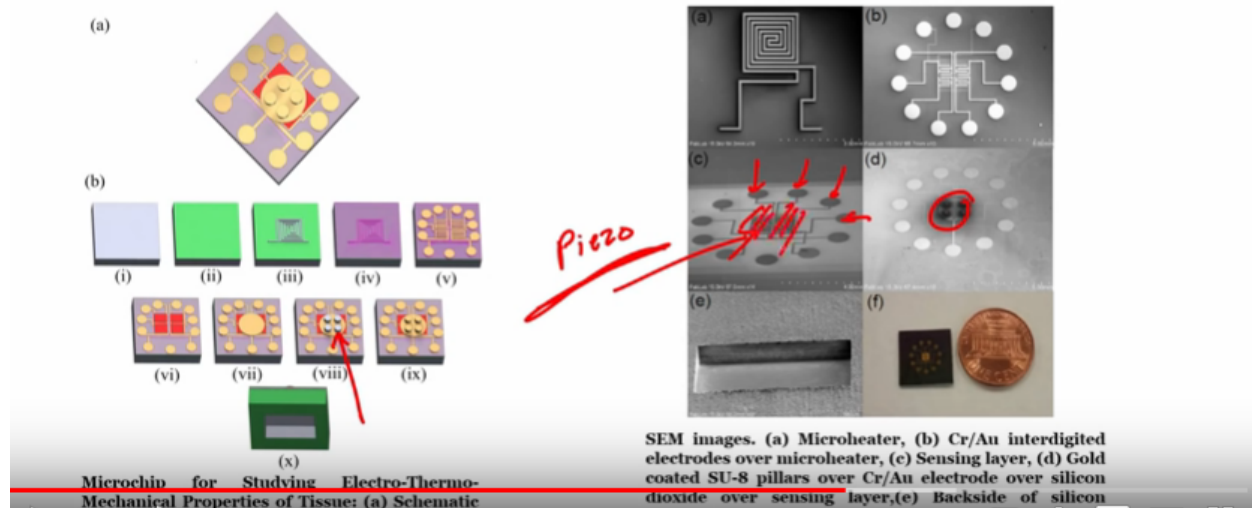 (a)
(b)
(i)
(ii)
(iii)
(iv)
(v)
(vi)
(vii)
(viii)
(ix)
(x)
Microchip for Studying Electro-Thermo-
Mechanical Properties of Tissue: (a) Schematic
Piezo
(a)
(b)
(c)
(d)
(e)
(f)
SEM images. (a) Microheater, (b) Cr/Au interdigited
electrodes over microheater, (c) Sensing layer, (d) Gold
coated SU-8 pillars over Cr/Au electrode over silicon
dioxide over sensing layer,(e) Backside of silicon